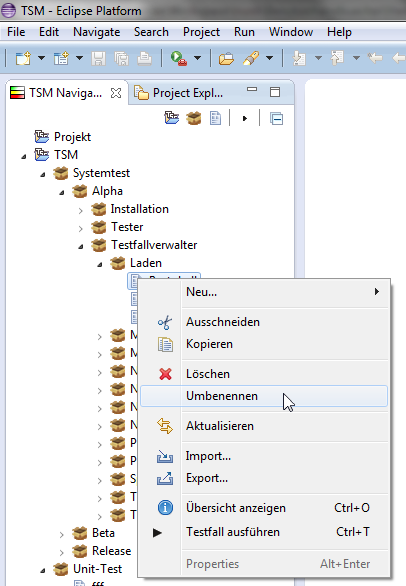 TSM - Eclipse Platform
File Edit Navigate Search Project Run Window Help
TSM Naviga... Project Expl...
Projekt
TSM
Systemtest
Alpha
Installation
Tester
Testfallverwalter
Laden
Neu...
Ausschneiden
Kopieren
Löschen
Umbenennen
Aktualisieren
Import...
Export...
Übersicht anzeigen Ctrl+O
Testfall ausführen Ctrl+T
Beta
Release
Properties Alt+Enter
Unit-Test